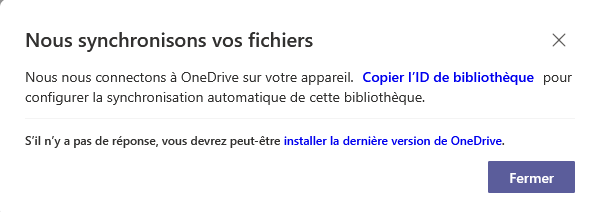 Nous synchronisons vos fichiers
Nous nous connectons à OneDrive sur votre appareil. Copier l'ID de bibliothèque pour
configurer la synchronisation automatique de cette bibliothèque.
S'il n'y a pas de réponse, vous devrez peut-être installer la dernière version de OneDrive.
Fermer